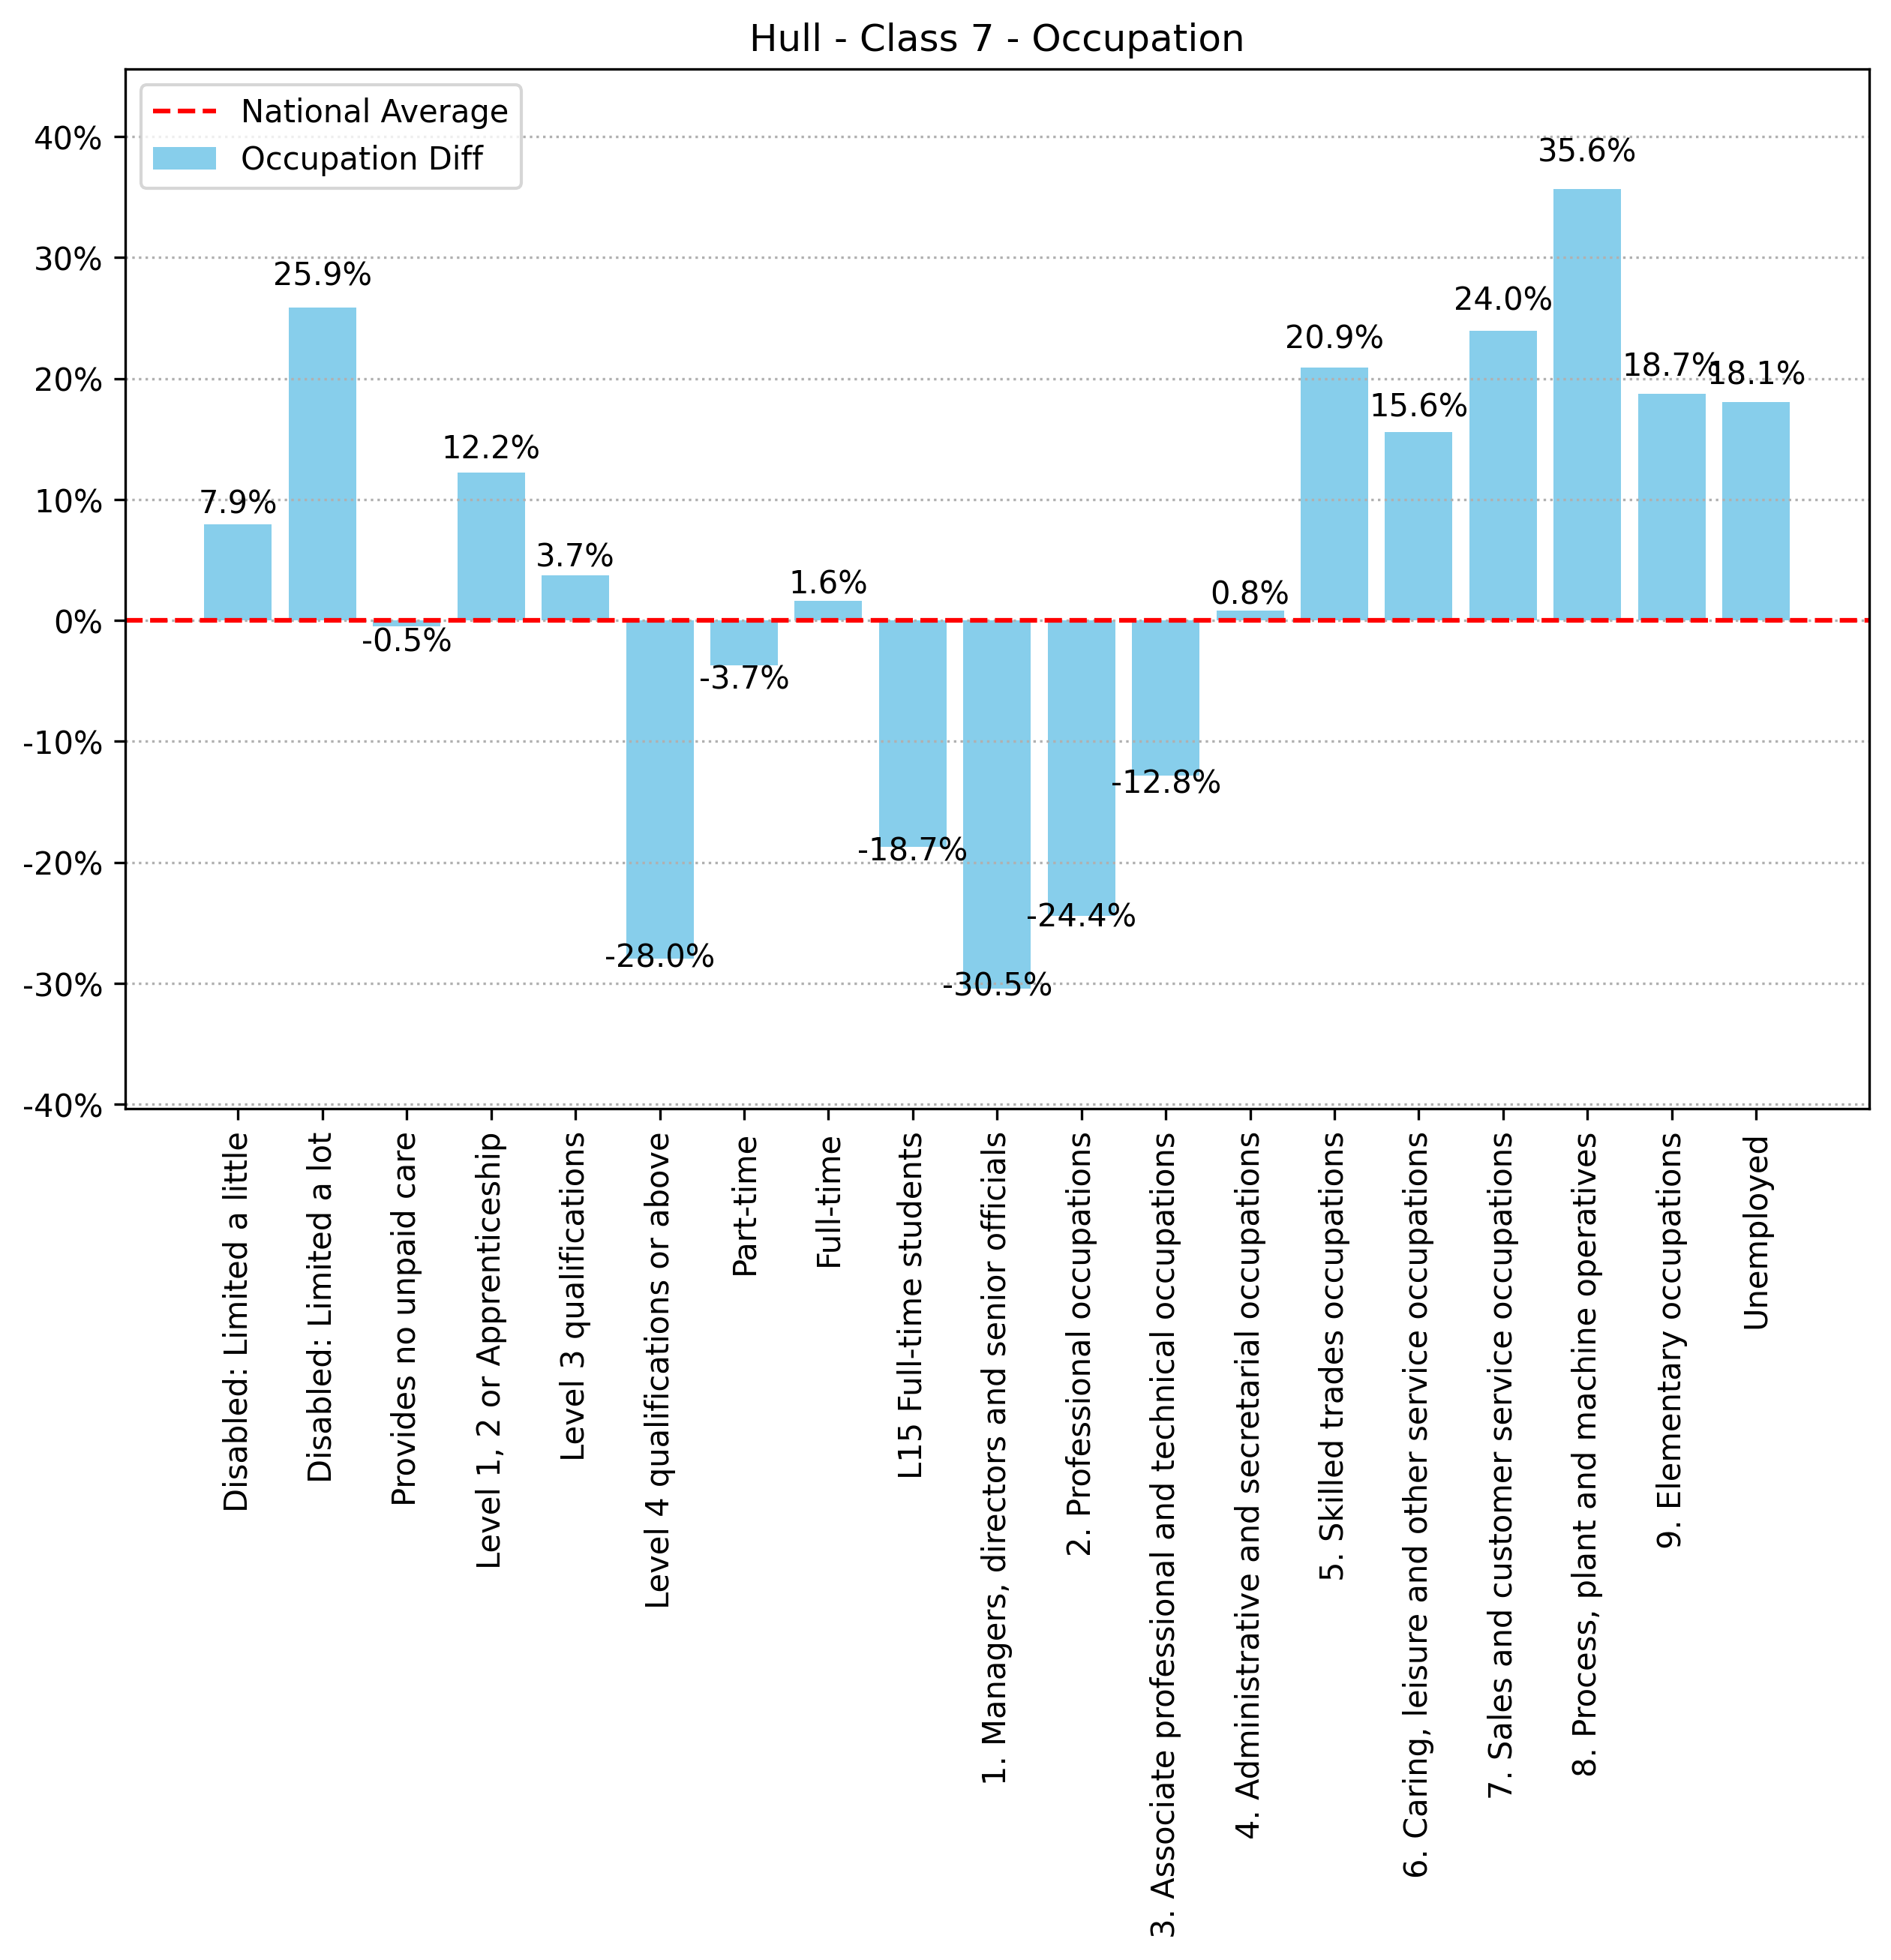 Hull - Class 7 - Occupation
National Average
Occupation Diff
40%
30%
20%
10%
0%
-10%
-20%
-30%
-40%
7.9%
25.9%
-0.5%
12.2%
3.7%
-28.0%
-3.7%
1.6%
-18.7%
-30.5%
-24.4%
-12.8%
0.8%
20.9%
15.6%
24.0%
35.6%
18.7%
18.1%
Disabled: Limited a little
Disabled: Limited a lot
Provides no unpaid care
Level 1, 2 or Apprenticeship
Level 3 qualifications
Level 4 qualifications or above
Part-time
Full-time
L15 Full-time students
1. Managers, directors and senior officials
2. Professional occupations
3. Associate professional and technical occupations
4. Administrative and secretarial occupations
5. Skilled trades occupations
6. Caring, leisure and other service occupations
7. Sales and customer service occupations
8. Process, plant and machine operatives
9. Elementary occupations
Unemployed